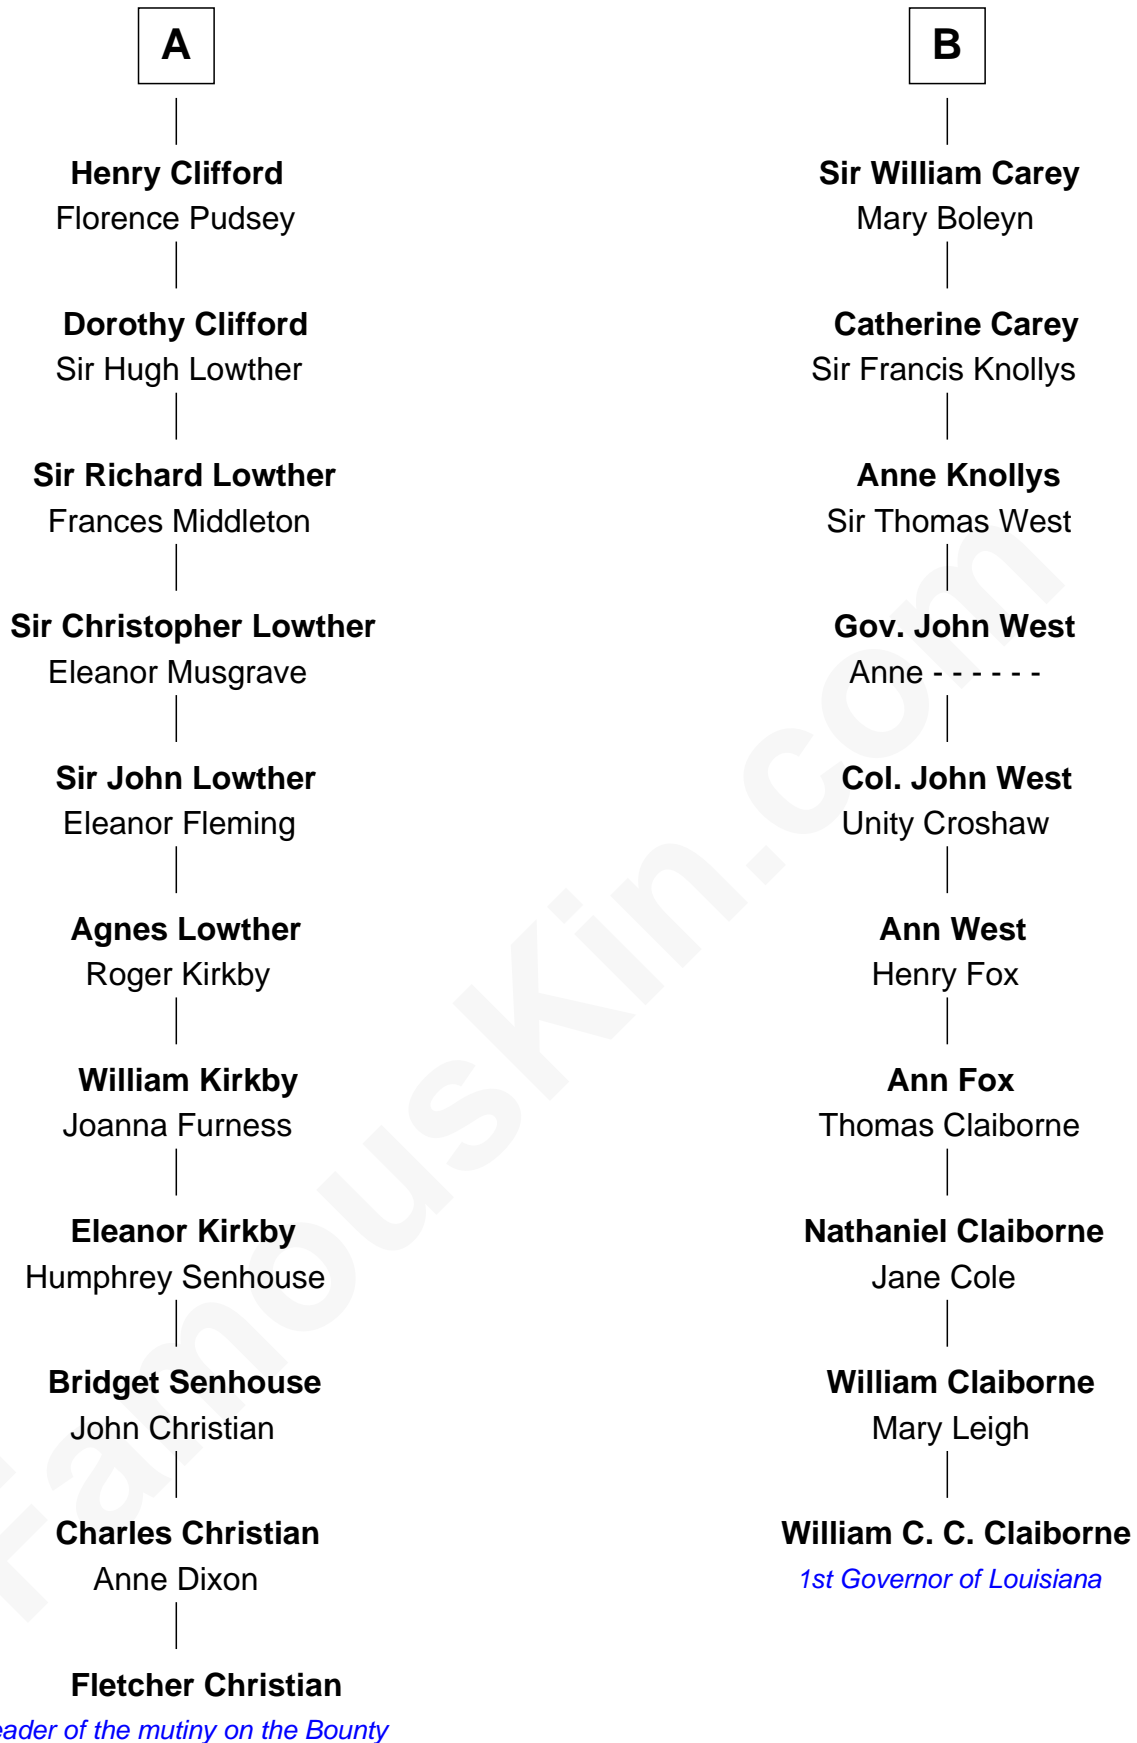 A
Henry Clifford
Florence Pudsey
Dorothy Clifford
Sir Hugh Lowther
Sir Richard Lowther
Frances Middleton
Sir Christopher Lowther
Eleanor Musgrave
Sir John Lowther
Eleanor Fleming
Agnes Lowther
Roger Kirkby
William Kirkby
Joanna Furness
Eleanor Kirkby
Humphrey Senhouse
Bridget Senhouse
John Christian
Charles Christian
Anne Dixon
Fletcher Christian
eader of the mutiny on the Bounty
B
Sir William Carey
Mary Boleyn
Catherine Carey
Sir Francis Knollys
Anne Knollys
Sir Thomas West
Gov. John West
Anne - - - - - -
Col. John West
Unity Croshaw
Ann West
Henry Fox
Ann Fox
Thomas Claiborne
Nathaniel Claiborne
Jane Cole
William Claiborne
Mary Leigh
William C. C. Claiborne
1st Governor of Louisiana
FamousKin.com